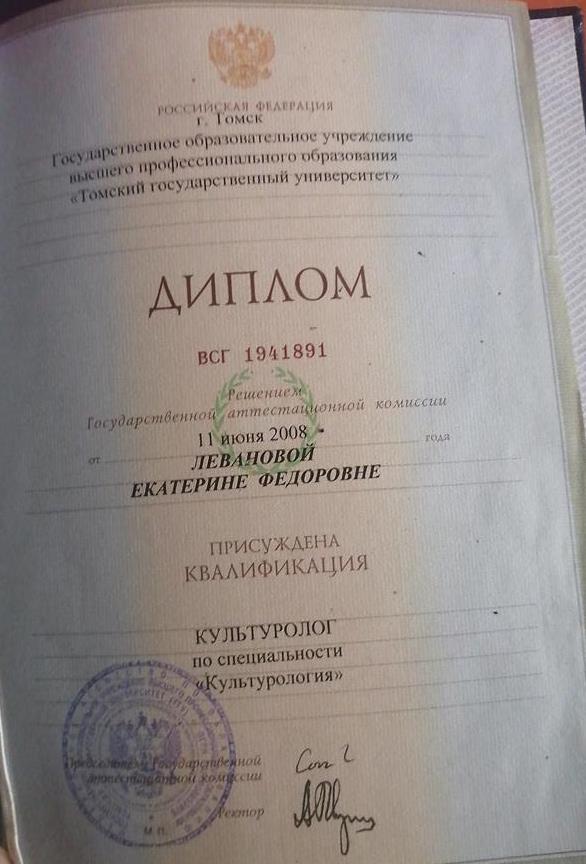 РОССИЙСКАЯ ФЕДЕРАЦИЯ
г. Томск
Государственное образовательное учреждение
высшего профессионального образования
«Томский государственный университет»
ДИПЛОМ
ВСГ 1941891
Решением
Государственной аттестационной комиссии
от 11 июня 2008 года
ЛЕВАНОВОЙ
ЕКАТЕРИНЕ ФЕДОРОВНЕ
ПРИСУЖДЕНА
КВАЛИФИКАЦИЯ
КУЛЬТУРОЛОГ
по специальности
«Культурология»
Председатель Государственной
аттестационной комиссии
Ректор
М.П.